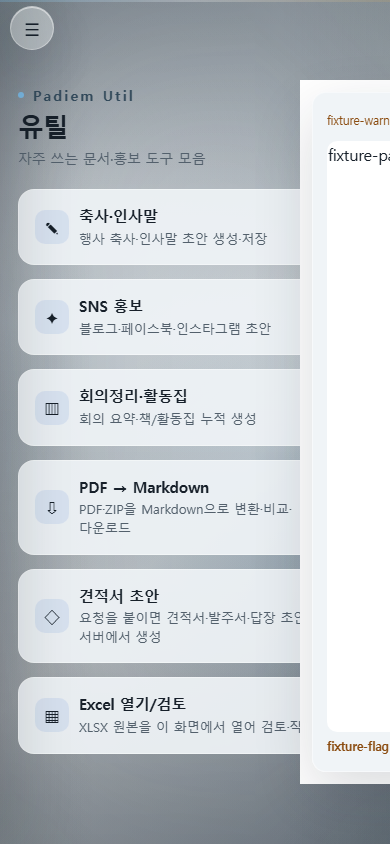 Padiem Util
유틸
자주 쓰는 문서·홍보 도구 모음
축사·인사말
행사 축사·인사말 초안 생성·저장
SNS 홍보
블로그·페이스북·인스타그램 초안
회의정리·활동집
회의 요약·책/활동집 누적 생성
PDF → Markdown
PDF·ZIP을 Markdown으로 변환·비교·
다운로드
견적서 초안
요청을 붙이면 견적서·발주서·답장 초안
서버에서 생성
Excel 열기/검토
XLSX 원본을 이 화면에서 열어 검토·
fixture-warn
fixture-pa
fixture-flag